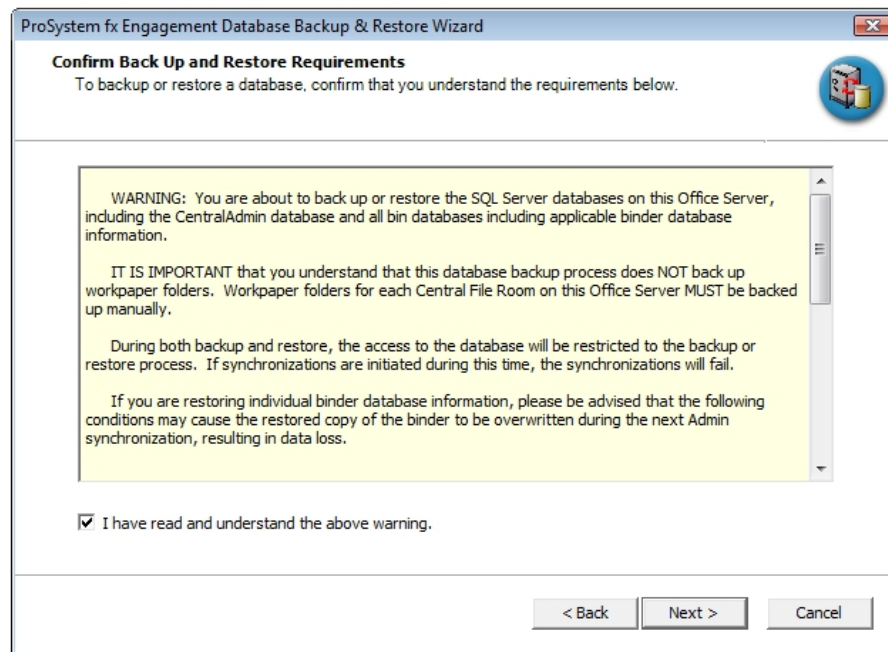 ProSystem fx Engagement Database Backup & Restore Wizard
Confirm Back Up and Restore Requirements
To backup or restore a database, confirm that you understand the requirements below.
WARNING:  You are about to back up or restore the SQL Server databases on this Office Server,
including the CentralAdmin database and all bin databases including applicable binder database
information.
IT IS IMPORTANT that you understand that this database backup process does NOT back up
workpaper folders.  Workpaper folders for each Central File Room on this Office Server MUST be backed
up manually.
During both backup and restore, the access to the database will be restricted to the backup or
restore process.  If synchronizations are initiated during this time, the synchronizations will fail.
If you are restoring individual binder database information, please be advised that the following
conditions may cause the restored copy of the binder to be overwritten during the next Admin
synchronization, resulting in data loss.
I have read and understand the above warning.
< Back
Next >
Cancel